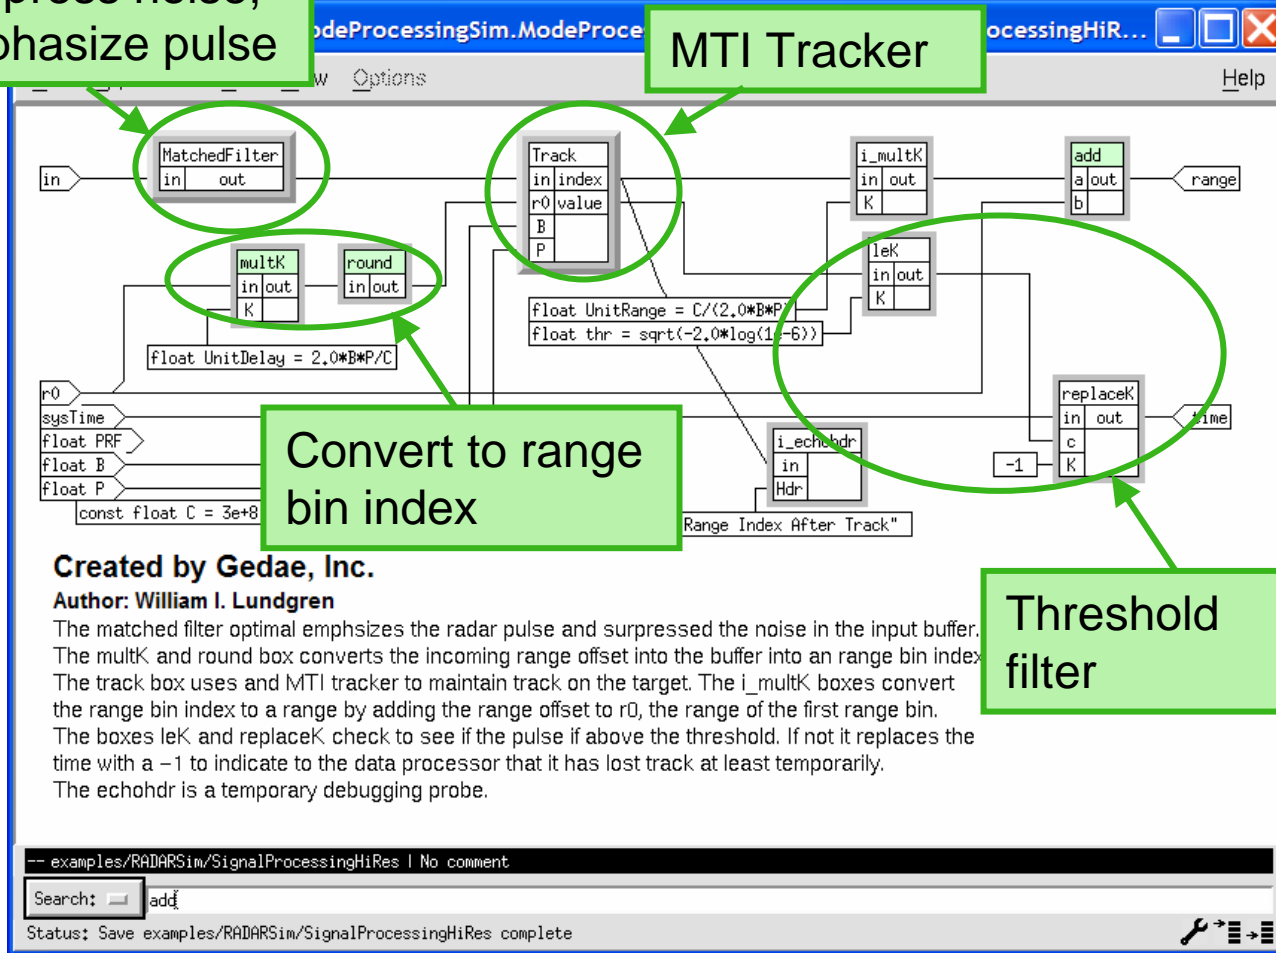 phasize pulse
MTI Tracker
Options
Help
MatchedFilter
in out
in
Track
in index
r0 value
B
P
i_multK
in out
K
add
a out
b
range
multK
in out
K
round
in out
leK
in out
K
float UnitRange = C/(2.0*B*P)
float thr = sqrt(-2.0*log(1e-6))
float UnitDelay = 2.0*B*P/C
r0
sysTime
float PRF
float B
float P
const float C = 3e+8
Convert to range
bin index
i_echohdr
in
Hdr
Range Index After Track"
replaceK
in out
c
K
-1
time
Threshold
filter
Created by Gedae, Inc.
Author: William I. Lundgren
The matched filter optimal emphsizes the radar pulse and surpressed the noise in the input buffer.
The multK and round box converts the incoming range offset into the buffer into an range bin index
The track box uses and MTI tracker to maintain track on the target. The i_multK boxes convert
the range bin index to a range by adding the range offset to r0, the range of the first range bin.
The boxes leK and replaceK check to see if the pulse if above the threshold. If not it replaces the
time with a -1 to indicate to the data processor that it has lost track at least temporarily.
The echohdr is a temporary debugging probe.
-- examples/RADARSim/SignalProcessingHiRes | No comment
Search: add
Status: Save examples/RADARSim/SignalProcessingHiRes complete